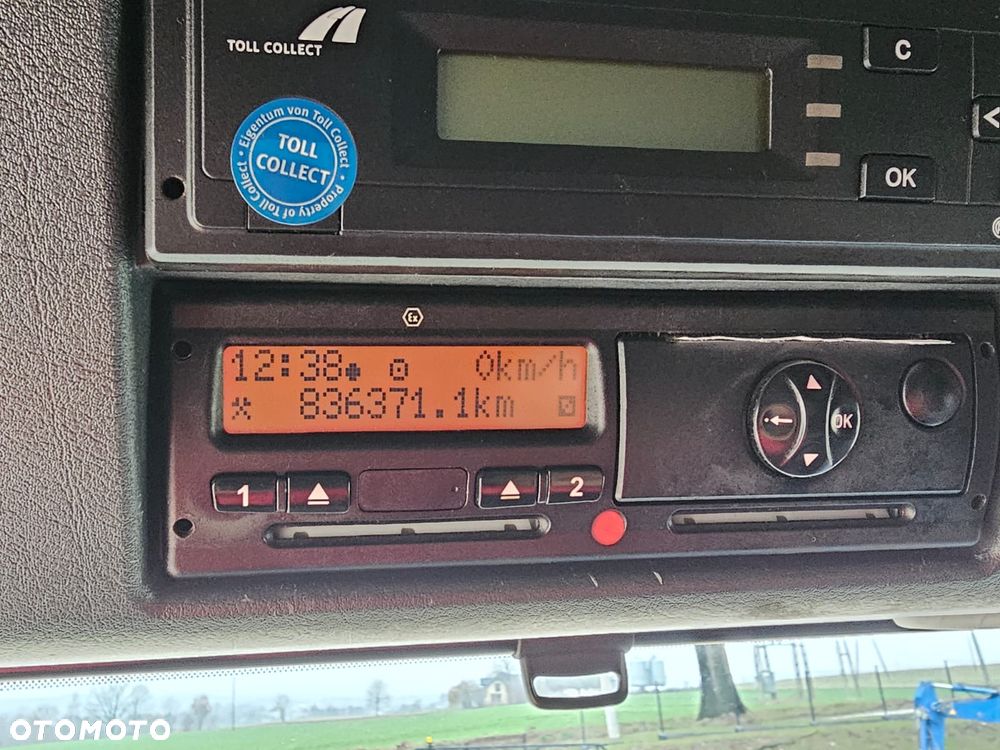 TOLL COLLECT
C
<
Eigentum von Toll Collect
TOLL
COLLECT
Property of Toll Collect
OK
Ex
12:38 0km/h
836371.1km
OK
1
2
OTOMOTO